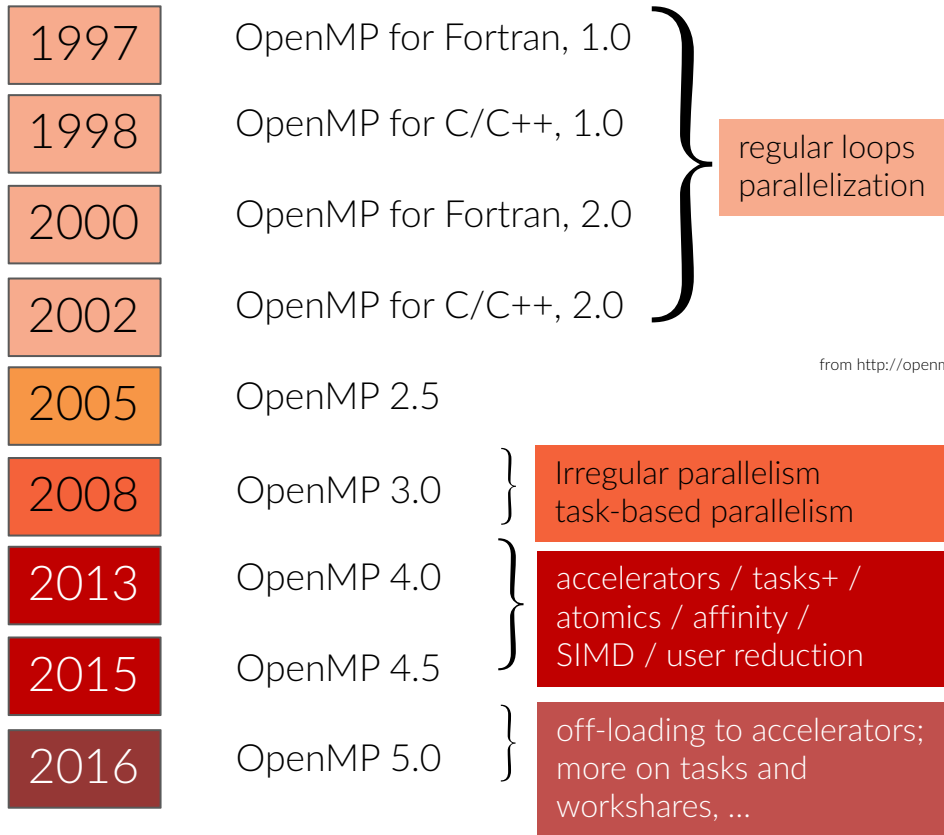 1997 OpenMP for Fortran, 1.0
1998 OpenMP for C/C++, 1.0
regular loops
parallelization
2000 OpenMP for Fortran, 2.0
2002 OpenMP for C/C++, 2.0
from http://openm
2005 OpenMP 2.5
2008 OpenMP 3.0
Irregular parallelism
task-based parallelism
2013 OpenMP 4.0
accelerators / tasks+ /
atomics / affinity /
SIMD / user reduction
2015 OpenMP 4.5
2016 OpenMP 5.0
off-loading to accelerators;
more on tasks and
workshares, ...